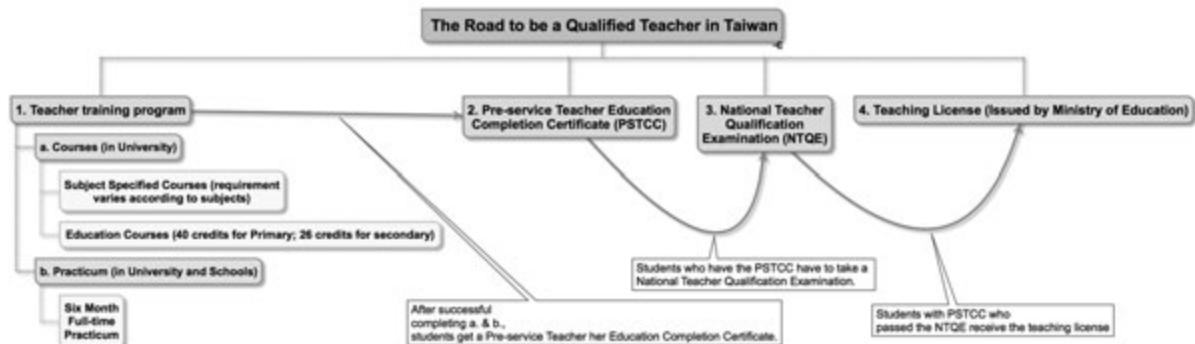 The Road to be a Qualified Teacher in Taiwan
1. Teacher training program
2. Pre-service Teacher Education
Completion Certificate (PSTCC)
3. National Teacher
Qualification
Examination (NTQE)
4. Teaching License (Issued by Ministry of Education)
a. Courses (in University)
Subject Specified Courses (requirement
varies according to subjects)
Education Courses (40 credits for Primary; 26 credits for secondary)
b. Practicum (in University and Schools)
Six Month
Full-time
Practicum
After successful
completing a. & b.,
students get a Pre-service Teacher her Education Completion Certificate.
Students who have the PSTCC have to take a
National Teacher Qualification Examination.
Students with PSTCC who
passed the NTQE receive the teaching license